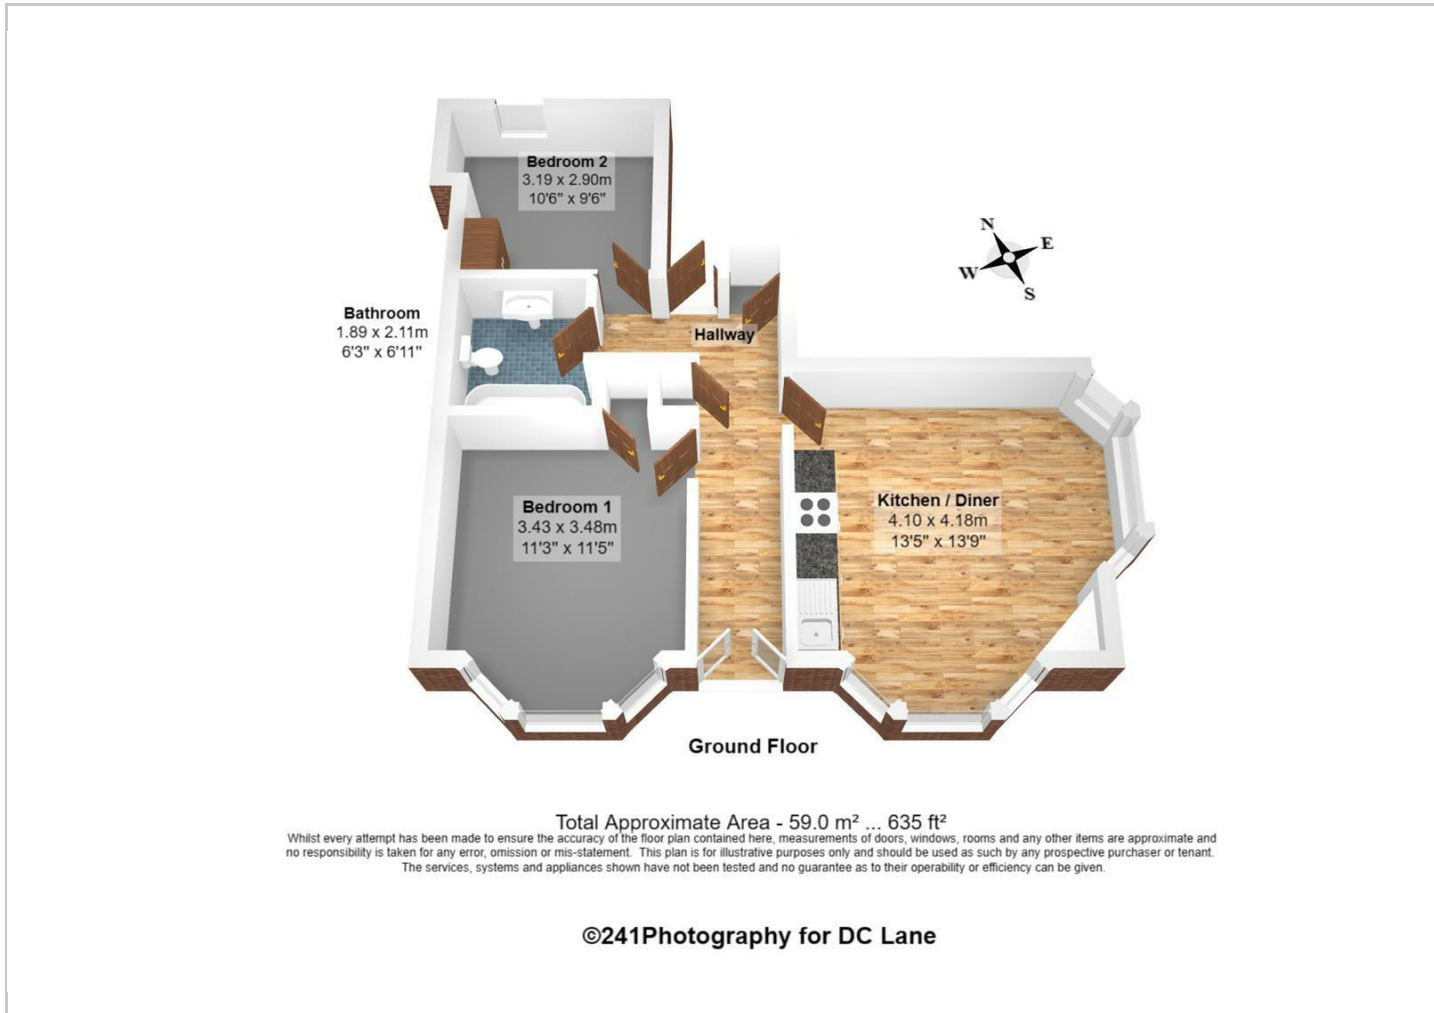 Bedroom 2
3.19 x 2.90m
10'6" x 9'6"
N
E
W
S
Bathroom
1.89 x 2.11m
6'3" x 6'11"
Hallway
Bedroom 1
3.43 x 3.48m
11'3" x 11'5"
Kitchen / Diner
4.10 x 4.18m
13'5" x 13'9"
Ground Floor
Total Approximate Area - 59.0 m² ... 635 ft²
Whilst every attempt has been made to ensure the accuracy of the floor plan contained here, measurements of doors, windows, rooms and any other items are approximate and
no responsibility is taken for any error, omission or mis-statement. This plan is for illustrative purposes only and should be used as such by any prospective purchaser or tenant.
The services, systems and appliances shown have not been tested and no guarantee as to their operability or efficiency can be given.
©241Photography for DC Lane